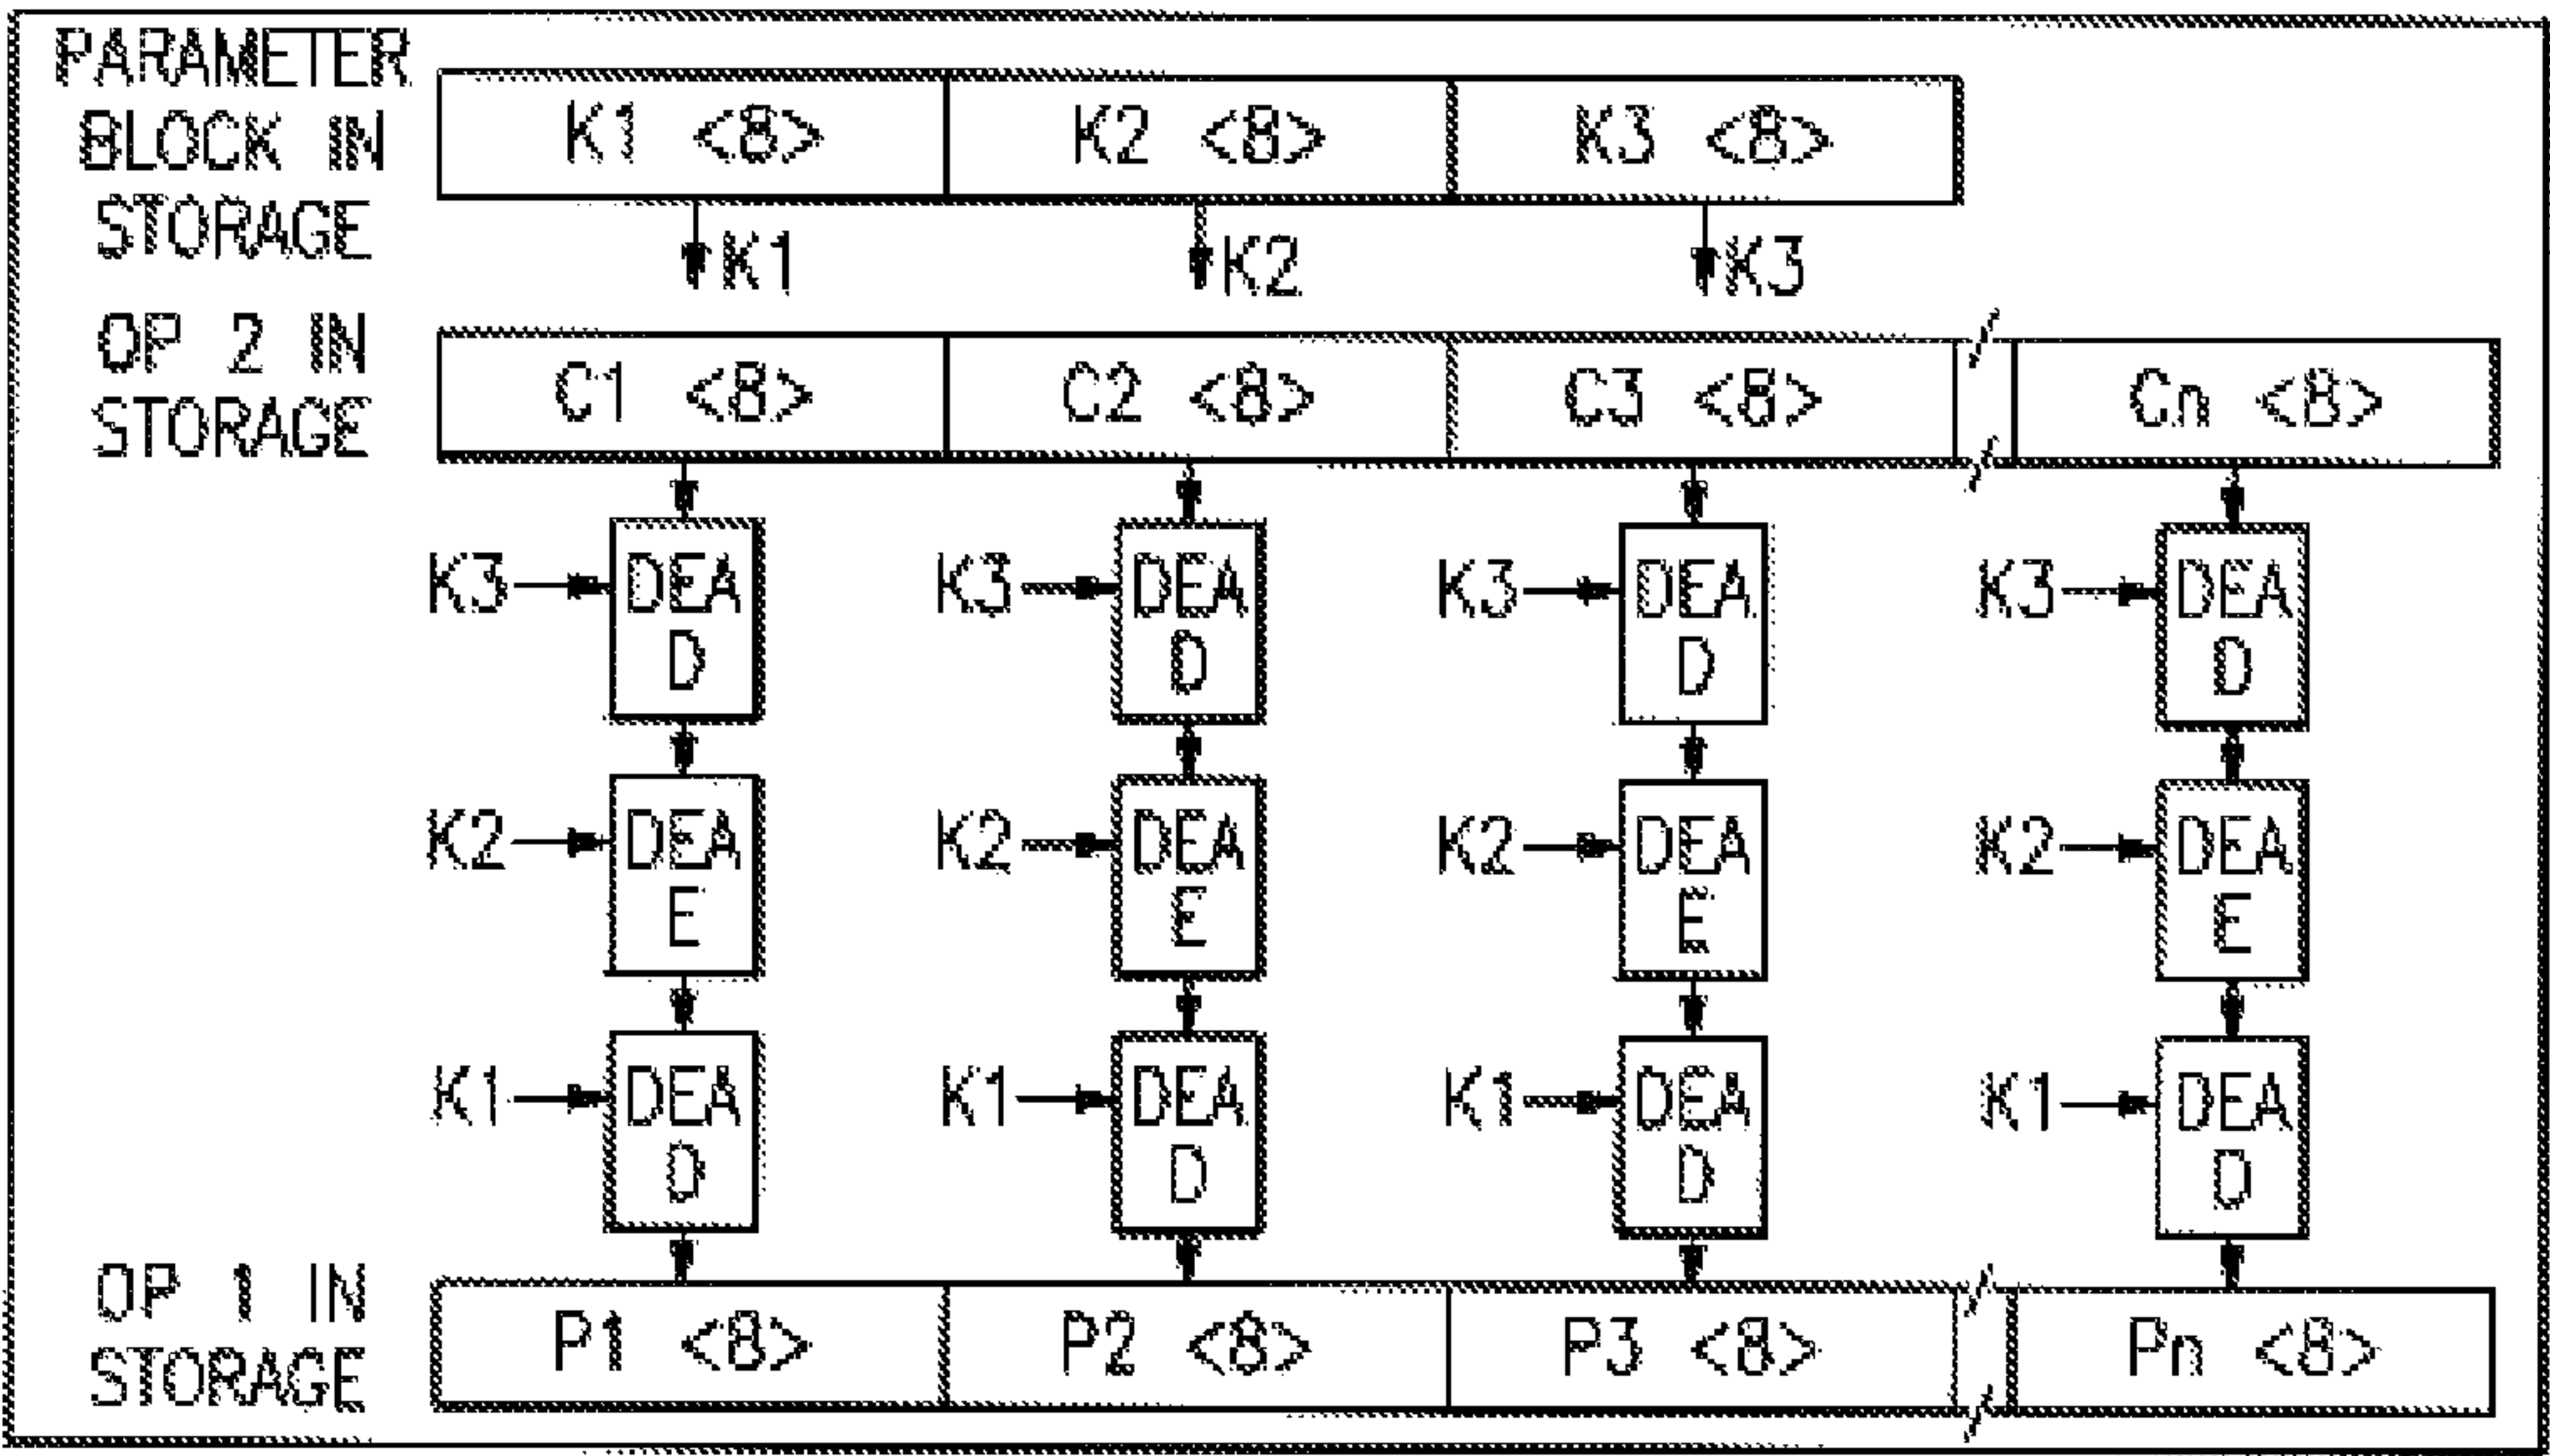 PARAMETER
BLOCK IN
STORAGE
K1 <8> K2 <8> K3 <8>
K1 K2 K3
OP 2 IN
STORAGE
C1 <8> C2 <8> C3 <8> Cn <8>
K3 DEA K3 DEA K3 DEA K3 DEA
D D D D
K2 DEA K2 DEA K2 DEA K2 DEA
E E E E
K1 DEA K1 DEA K1 DEA K1 DEA
D D D D
OP 1 IN
STORAGE
P1 <8> P2 <8> P3 <8> Pn <8>